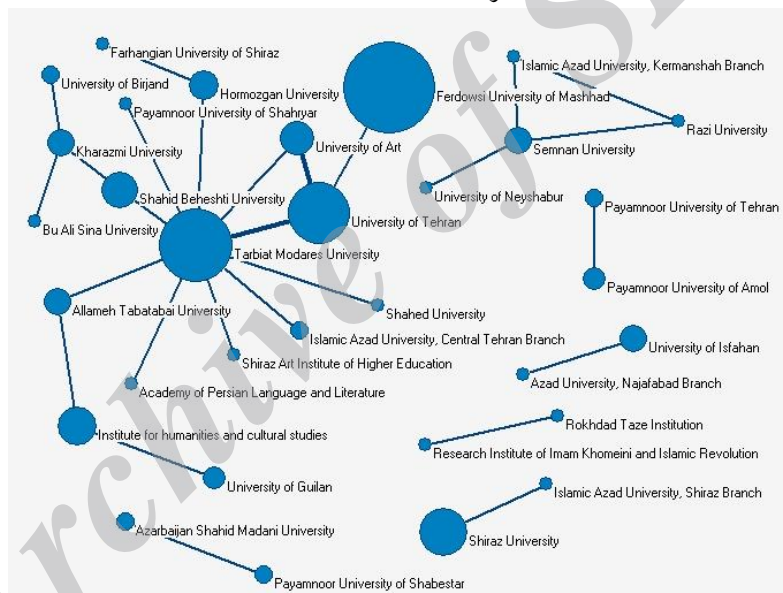 Farhangian University of Shiraz
University of Birjand
Hormozgan University
Payamnoor University of Shahryar
Ferdowsi University of Mashhad
Islamic Azad University, Kermanshah Branch
Razi University
Kharazmi University
University of Art
Semnan University
Shahid Beheshti University
University of Neyshabur
Payamnoor University of Tehran
Bu Ali Sina University
University of Tehran
Tarbiat Modares University
Payamnoor University of Amol
Allameh Tabatabai University
Shahed University
Islamic Azad University, Central Tehran Branch
University of Isfahan
Shiraz Art Institute of Higher Education
Azad University, Najafabad Branch
Academy of Persian Language and Literature
Rokhdad Taze Institution
Institute for humanities and cultural studies
Research Institute of Imam Khomeini and Islamic Revolution
University of Guilan
Islamic Azad University, Shiraz Branch
Azarbaijan Shahid Madani University
Shiraz University
Payamnoor University of Shabestar
rchive of S